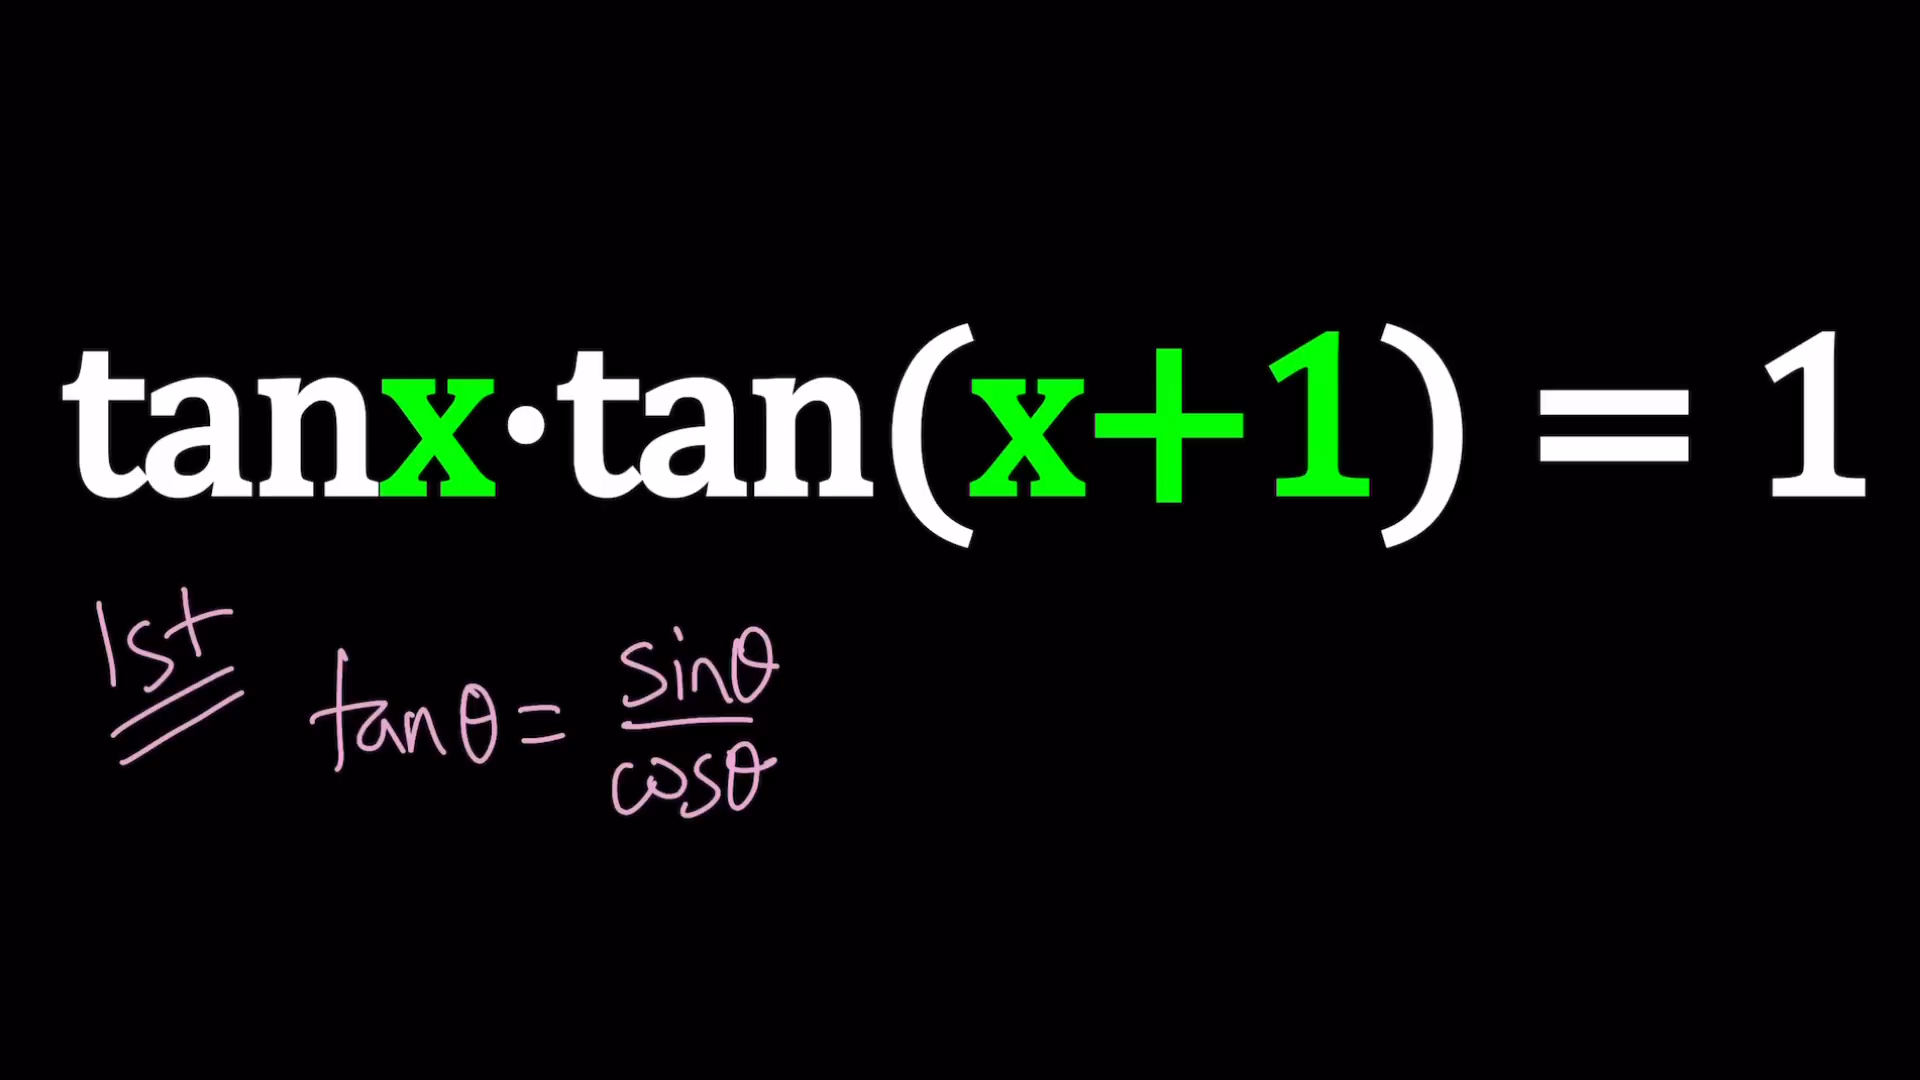 tanx·tan(x+1) = 1
1st
tanθ = sinθ/cosθ